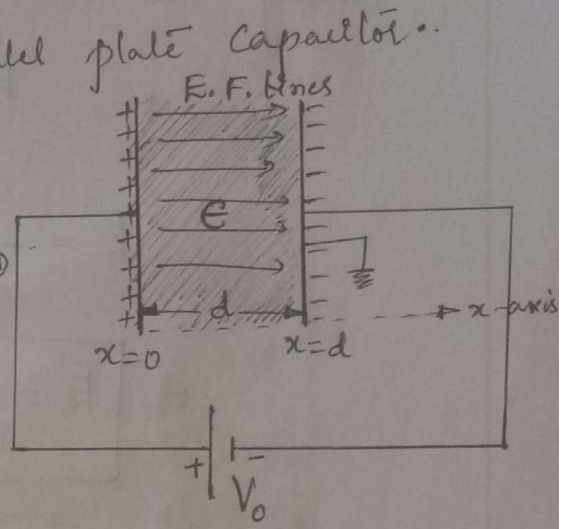 plate capacitor..
E. F. Lines
+ + + + + + + + +
- - - - - - - - -
ϵ
d
x-axis
x=0
x=d
+ -
V₀